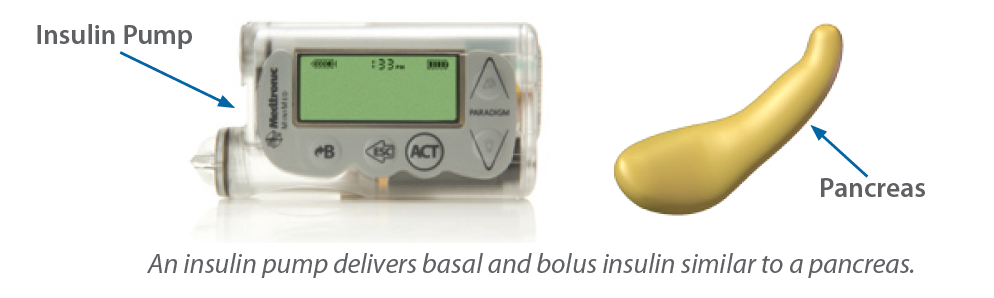 Insulin Pump
Medtronic
MINIMED
:33 PM
PARADIGM
B
ESC
ACT
Pancreas
An insulin pump delivers basal and bolus insulin similar to a pancreas.